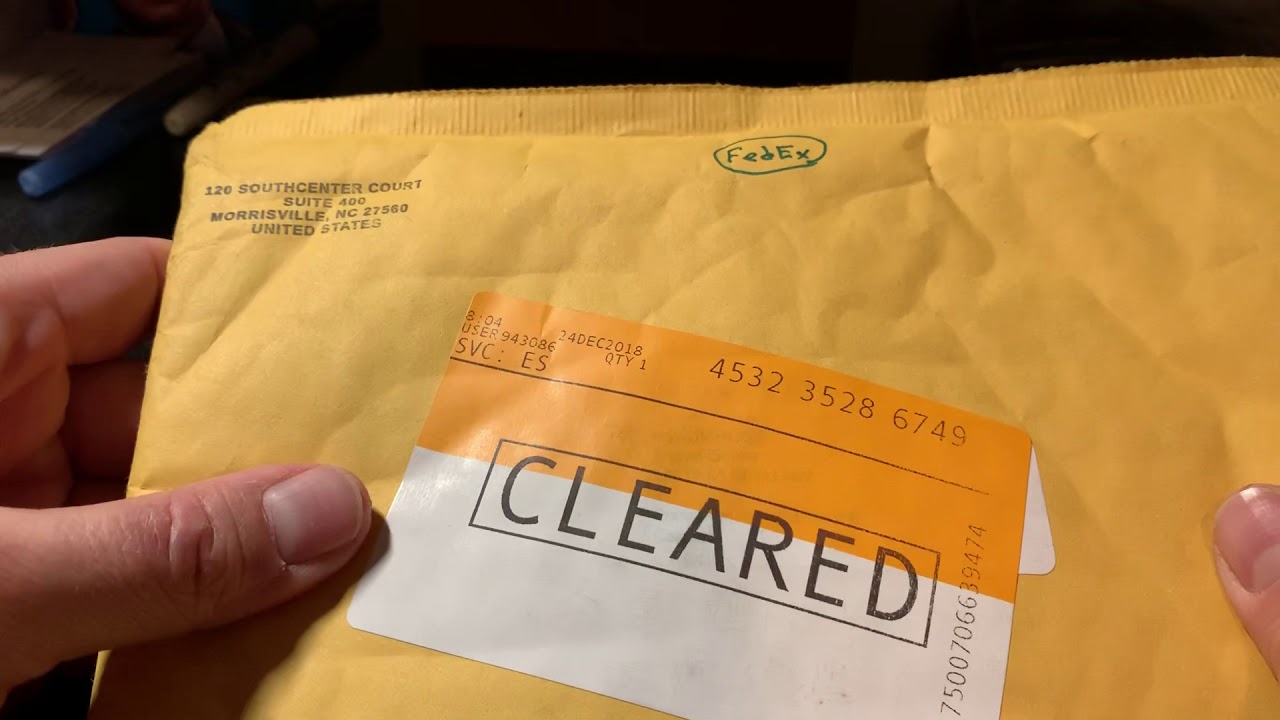 FedEx
120 SOUTHCENTER COURT
SUITE 400
MORRISVILLE, NC 27560
UNITED STATES
8:04
USER943086 24DEC2018
SVC: ES QTY 1
4532 3528 6749
CLEARED
7500706639474